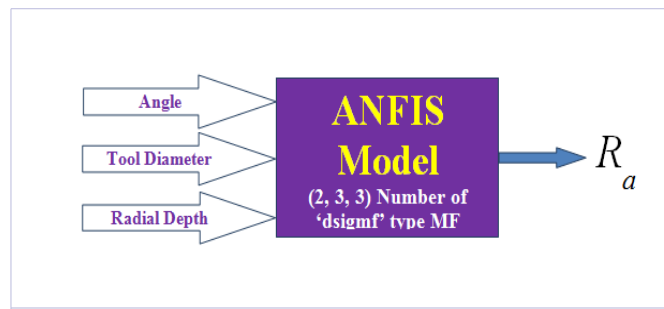 Angle
Tool Diameter
Radial Depth
ANFIS
Model
(2, 3, 3) Number of
‘dsigmf’ type MF
R
a